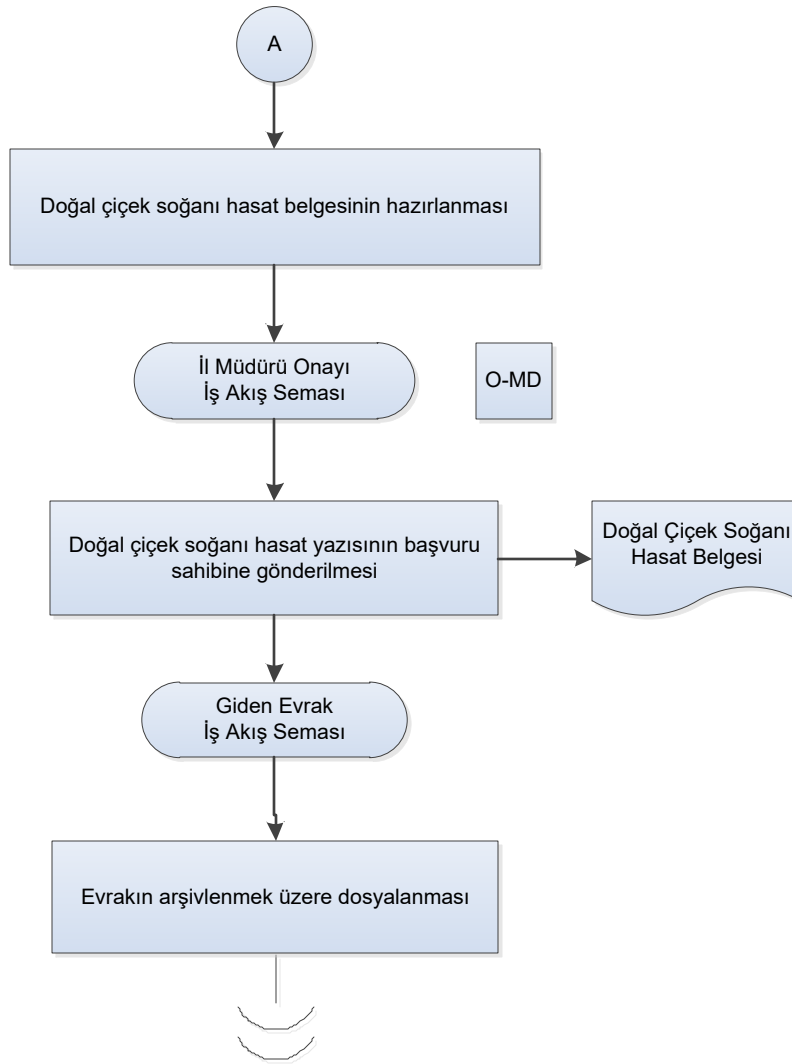 A
Doğal çiçek soğanı hasat belgesinin hazırlanması
İl Müdürü Onayı
İş Akış Seması
O-MD
Doğal çiçek soğanı hasat yazısının başvuru
sahibine gönderilmesi
Doğal Çiçek Soğanı
Hasat Belgesi
Giden Evrak
İş Akış Seması
Evrakın arşivlenmek üzere dosyalanması